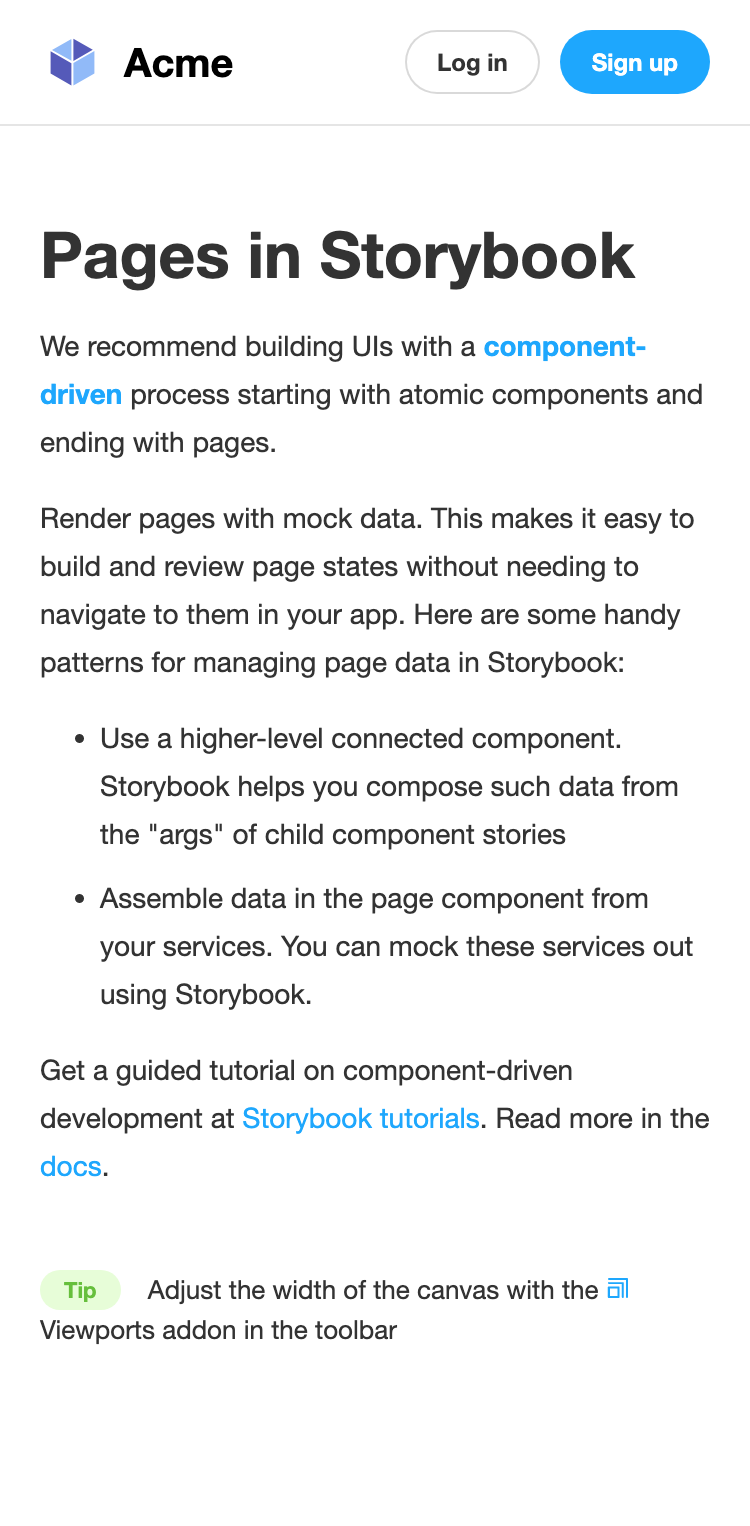 Acme
Log in
Sign up
Pages in Storybook
We recommend building UIs with a component-
driven process starting with atomic components and
ending with pages.
Render pages with mock data. This makes it easy to
build and review page states without needing to
navigate to them in your app. Here are some handy
patterns for managing page data in Storybook:
• Use a higher-level connected component.
Storybook helps you compose such data from
the "args" of child component stories
• Assemble data in the page component from
your services. You can mock these services out
using Storybook.
Get a guided tutorial on component-driven
development at Storybook tutorials. Read more in the
docs.
Tip Adjust the width of the canvas with the
Viewports addon in the toolbar